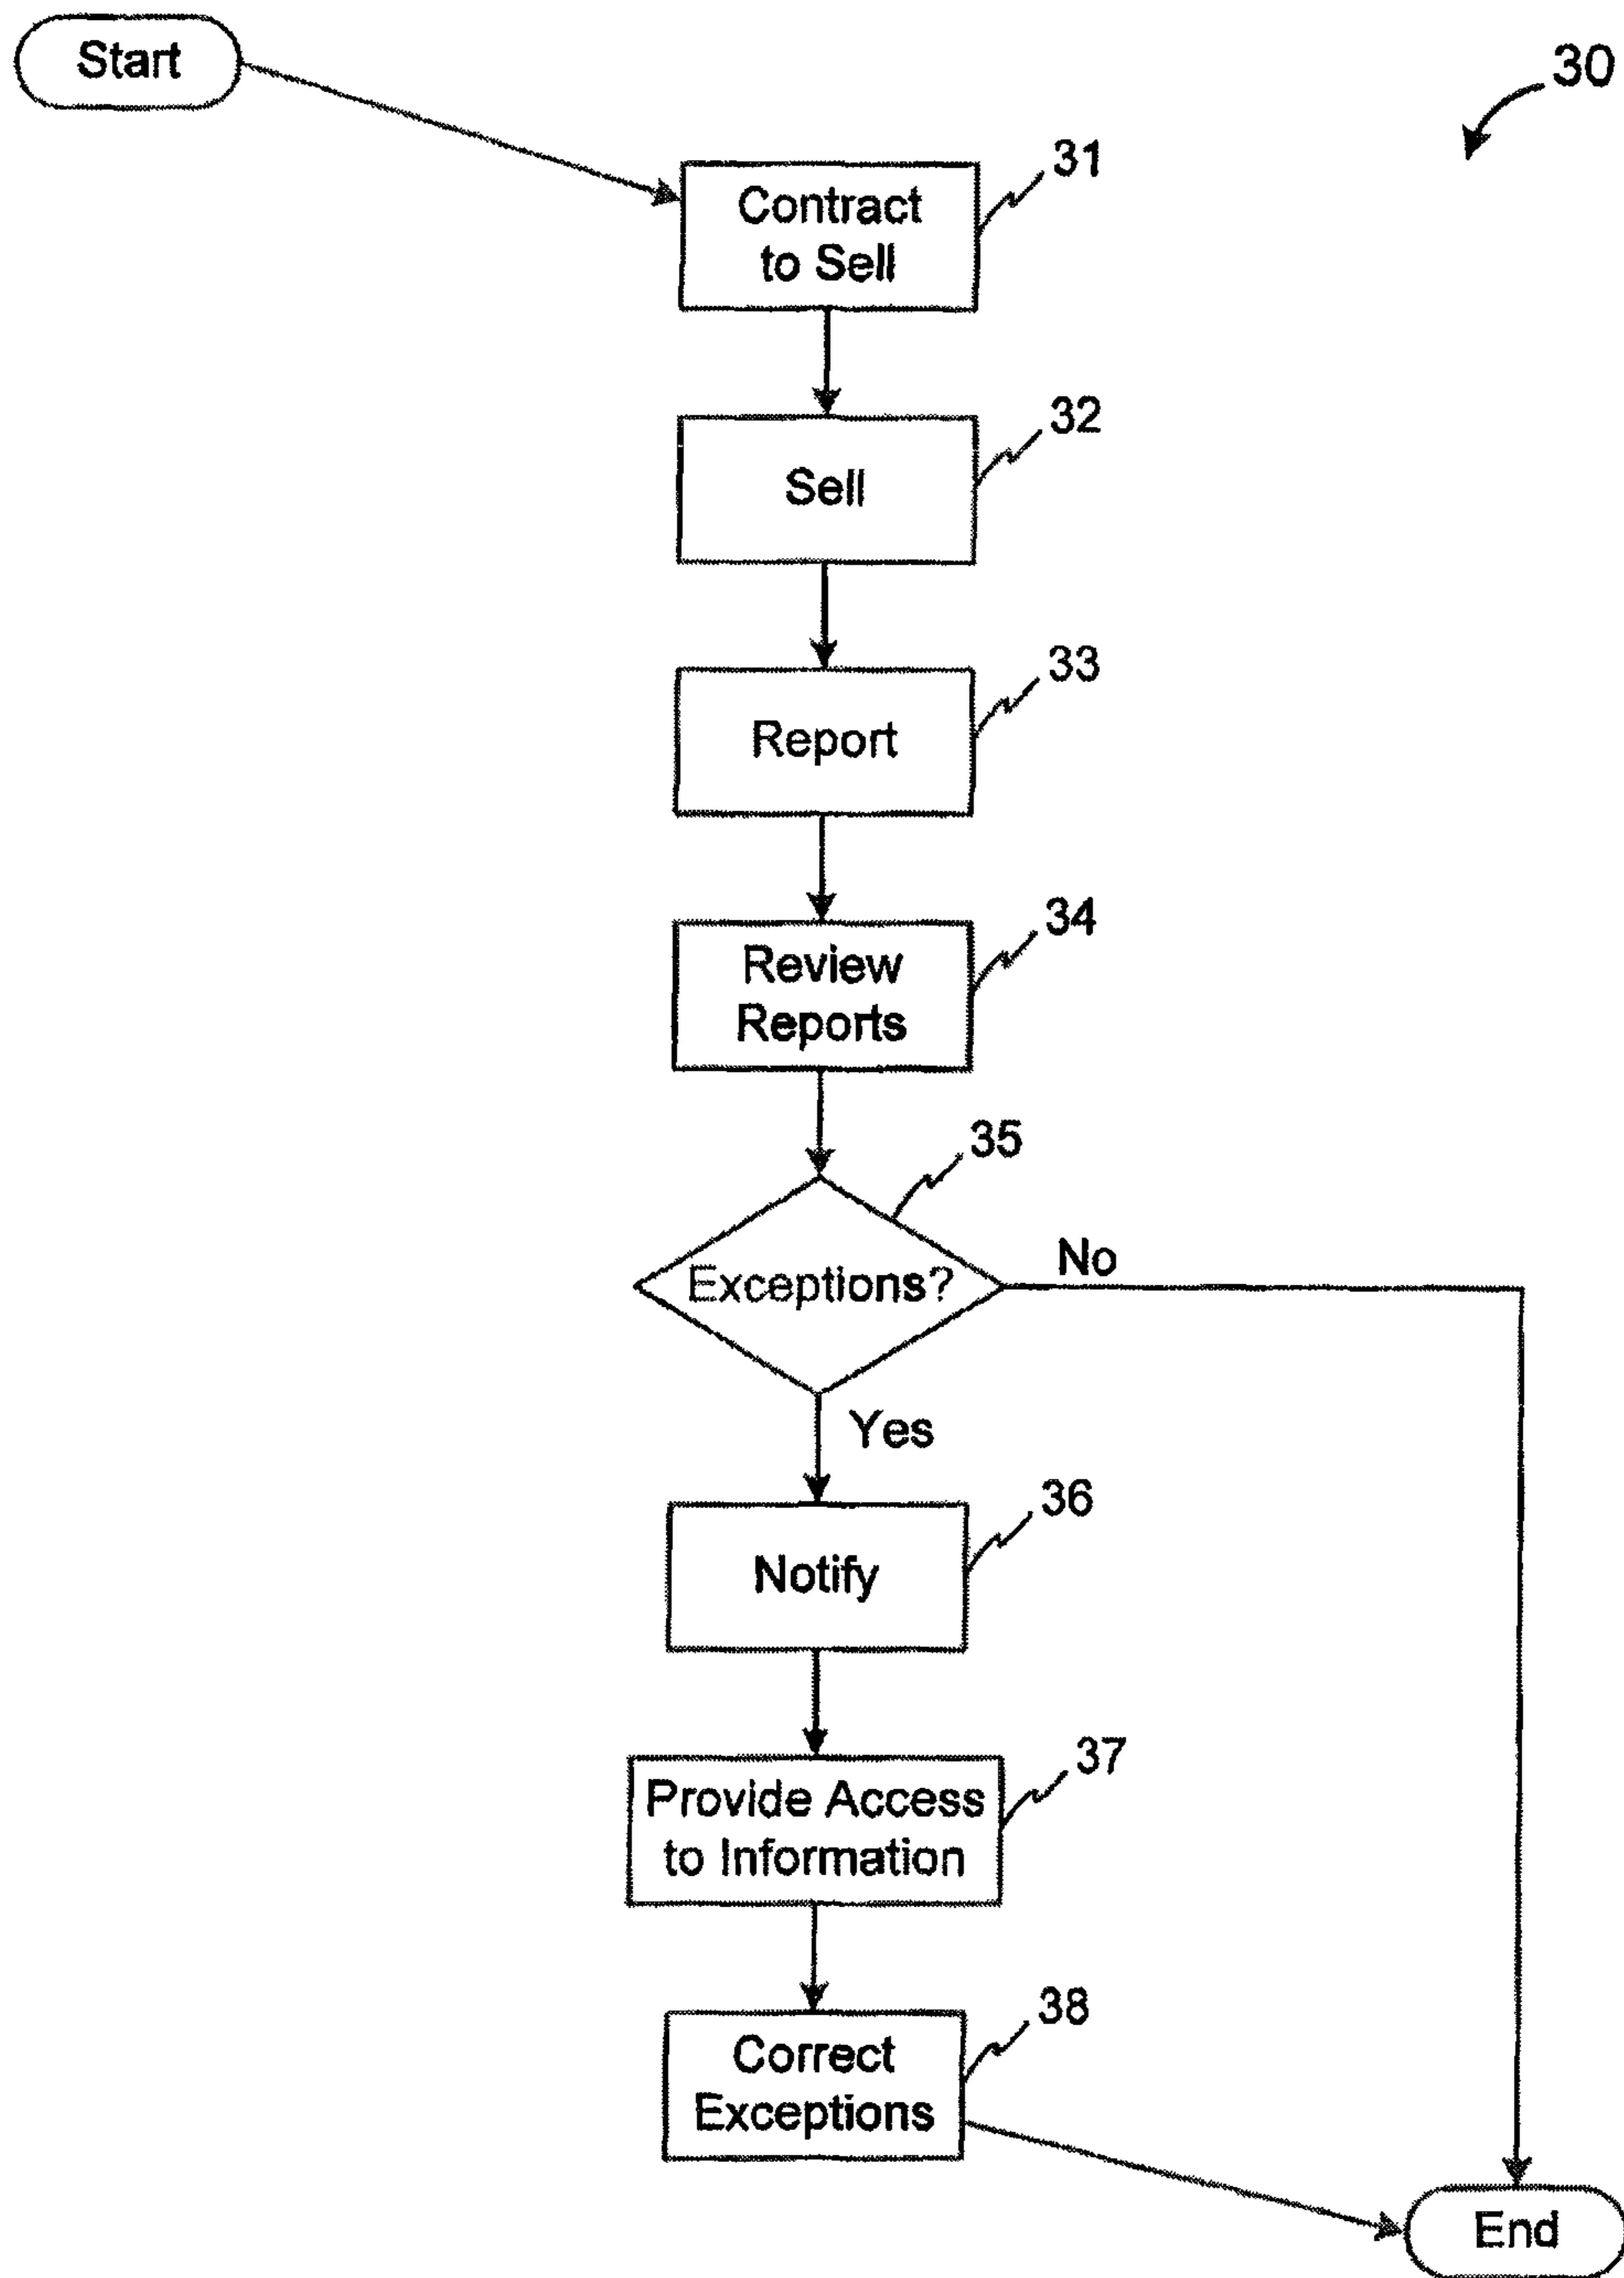 Start
30
31
Contract
to Sell
32
Sell
33
Report
34
Review
Reports
35
Exceptions?
No
Yes
36
Notify
37
Provide Access
to Information
38
Correct
Exceptions
End